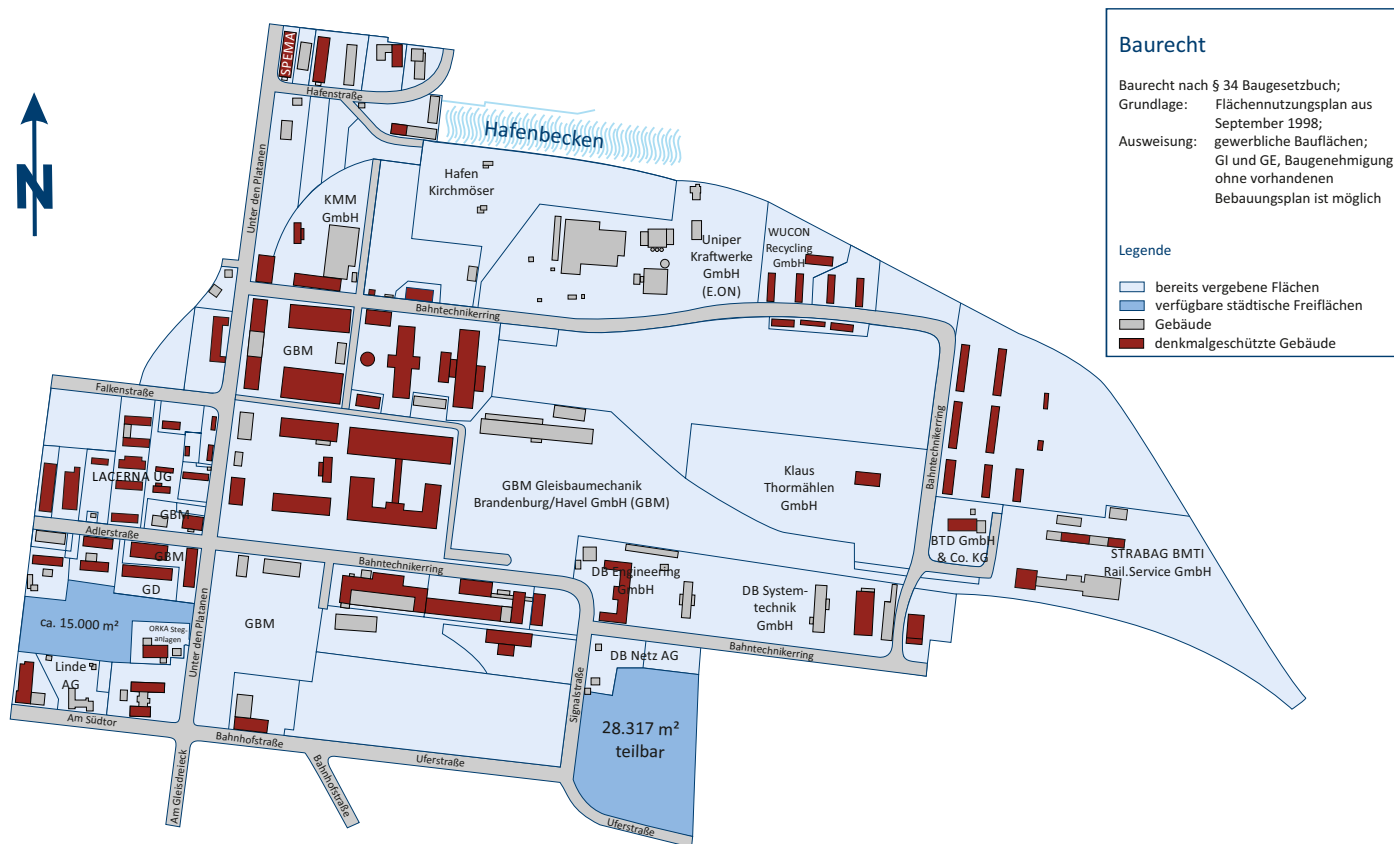 Baurecht
Baurecht nach § 34 Baugesetzbuch;
Grundlage: Flächennutzungsplan aus
September 1998;
Ausweisung: gewerbliche Bauflächen;
GI und GE, Baugenehmigung
ohne vorhandenen
Bebauungsplan ist möglich
Legende
bereits vergebene Flächen
verfügbare städtische Freiflächen
Gebäude
denkmalgeschützte Gebäude
N
SPEMA
Hafenstraße
Hafenbecken
Unter den Platanen
KMM
GmbH
Hafen
Kirchmöser
Uniper
Kraftwerke
GmbH
(E.ON)
WUCON
Recycling
GmbH
Bahntechnikerring
GBM
Falkenstraße
LACERNA UG
GBM
Adlerstraße
GBM
GD
GBM Gleisbaumechanik
Brandenburg/Havel GmbH (GBM)
Klaus
Thormählen
GmbH
Bahntechnikerring
BTD GmbH
& Co. KG
STRABAG BMTI
Rail.Service GmbH
Bahntechnikerring
DB Engineering
GmbH
DB System-
technik
GmbH
ca. 15.000 m²
ORKA Steg-
anlagen
Unter den Platanen
GBM
Linde
AG
DB Netz AG
Bahntechnikerring
Signalstraße
28.317 m²
teilbar
Am Südtor
Bahnhofstraße
Uferstraße
Am Gleisdreieck
Bahnhofstraße
Uferstraße